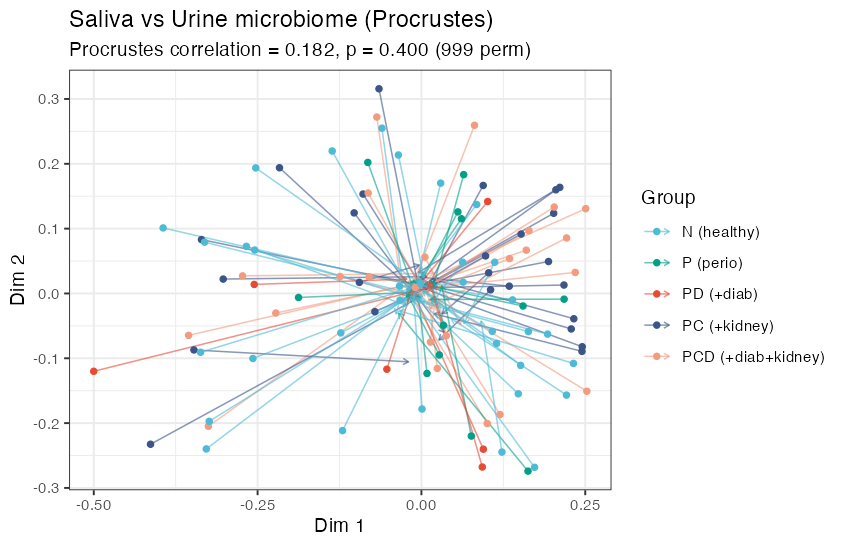 Saliva vs Urine microbiome (Procrustes)
Procrustes correlation = 0.182, p = 0.400 (999 perm)
Dim 2
0.3
0.2
0.1
0.0
-0.1
-0.2
-0.3
-0.50
-0.25
0.00
0.25
Dim 1
Group
N (healthy)
P (perio)
PD (+diab)
PC (+kidney)
PCD (+diab+kidney)